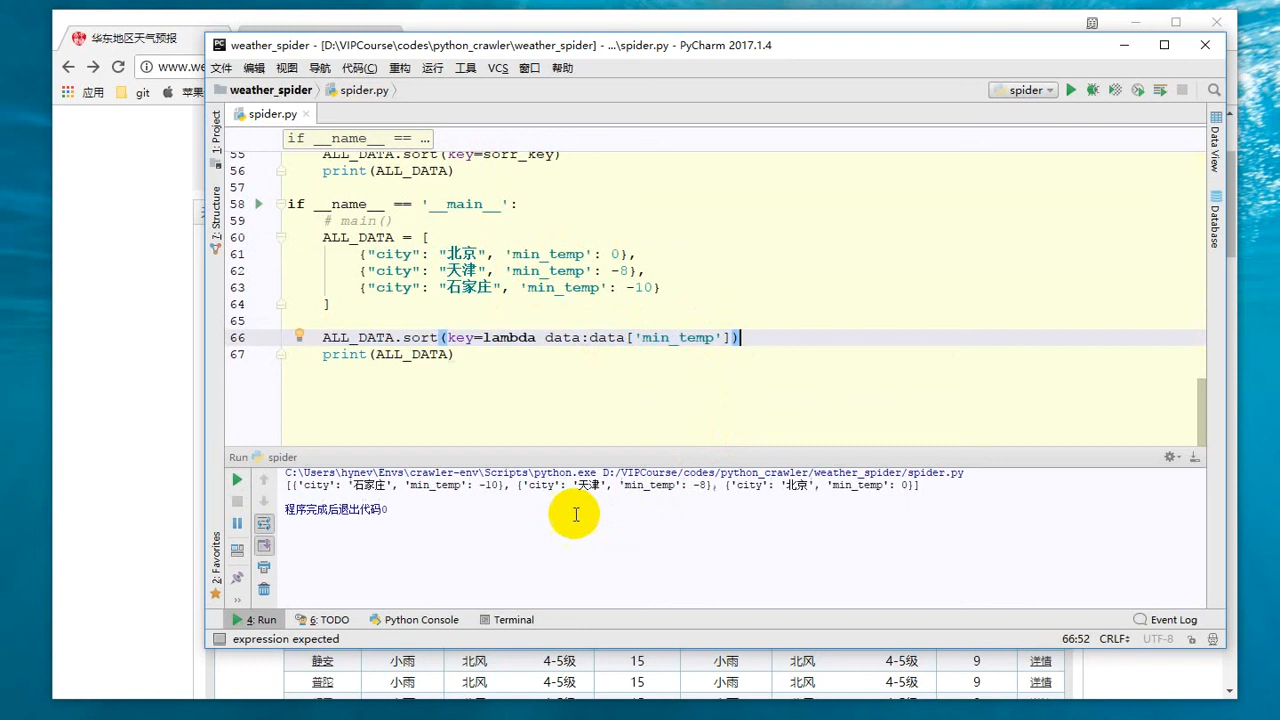 华东地区天气预报
weather_spider - [D:\VIPCourse\codes\python_crawler\weather_spider] - ...\spider.py - PyCharm 2017.1.4
www.we
文件 编辑 视图 导航 代码(C) 重构 运行 工具 VCS 窗口 帮助
应用 git 苹果
weather_spider spider.py spider
spider.py
1: Project
if __name__ == ...
55 ALL_DATA.sort(key=sorr_key)
56 print(ALL_DATA)
57
58 if __name__ == '__main__':
59 # main()
60 ALL_DATA = [
61 {"city": "北京", 'min_temp': 0},
62 {"city": "天津", 'min_temp': -8},
63 {"city": "石家庄", 'min_temp': -10}
64 ]
65
66 ALL_DATA.sort(key=lambda data:data['min_temp'])
67 print(ALL_DATA)
7: Structure
Data View
Database
Run spider
C:\Users\hynev\Envs\crawler-env\Scripts\python.exe D:/VIPCourse/codes/python_crawler/weather_spider/spider.py
[{'city': '石家庄', 'min_temp': -10}, {'city': '天津', 'min_temp': -8}, {'city': '北京', 'min_temp': 0}]
程序完成后退出代码0
2: Favorites
4: Run 6: TODO Python Console Terminal Event Log
expression expected 66:52 CRLF UTF-8
静安 小雨 北风 4-5级 15 小雨 北风 4-5级 9 详情
普陀 小雨 北风 4-5级 15 小雨 北风 4-5级 9 详情